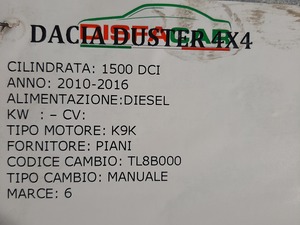 DACIA DUSTER 4X4
CILINDRATA: 1500 DCI
ANNO: 2010-2016
ALIMENTAZIONE:DIESEL
KW : – CV:
TIPO MOTORE: K9K
FORNITORE: PIANI
CODICE CAMBIO: TL8B000
TIPO CAMBIO: MANUALE
MARCE: 6